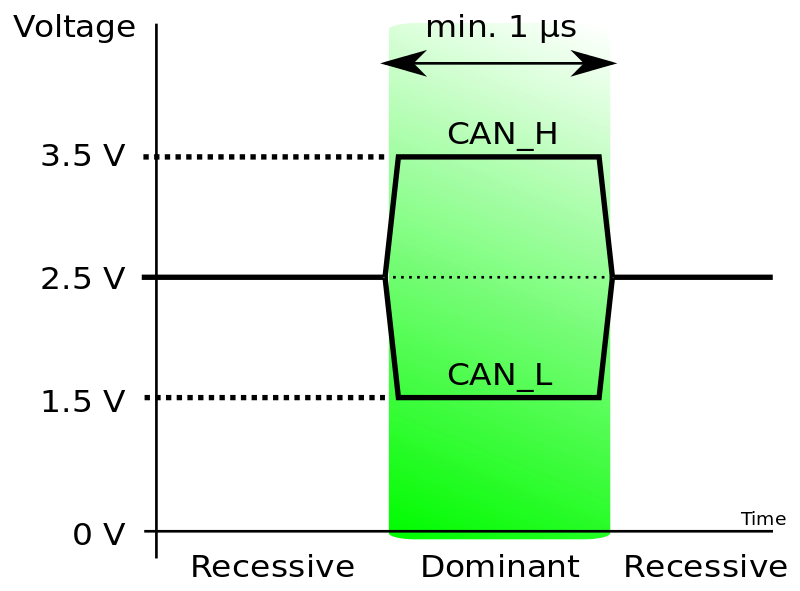 Voltage
min. 1 µs
CAN_H
3.5 V
2.5 V
CAN_L
1.5 V
Time
0 V
Recessive
Dominant
Recessive